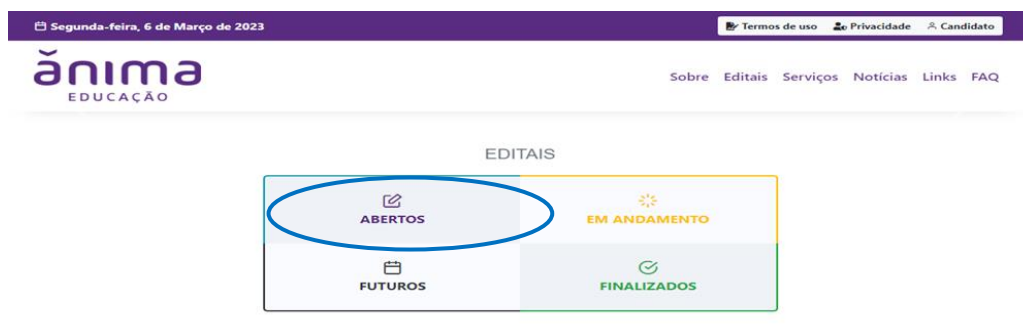 Segunda-feira, 6 de Março de 2023
Termos de uso Privacidade Candidato
ănima
EDUCAÇÃO
Sobre Editais Serviços Notícias Links FAQ
EDITAIS
ABERTOS
EM ANDAMENTO
FUTUROS
FINALIZADOS